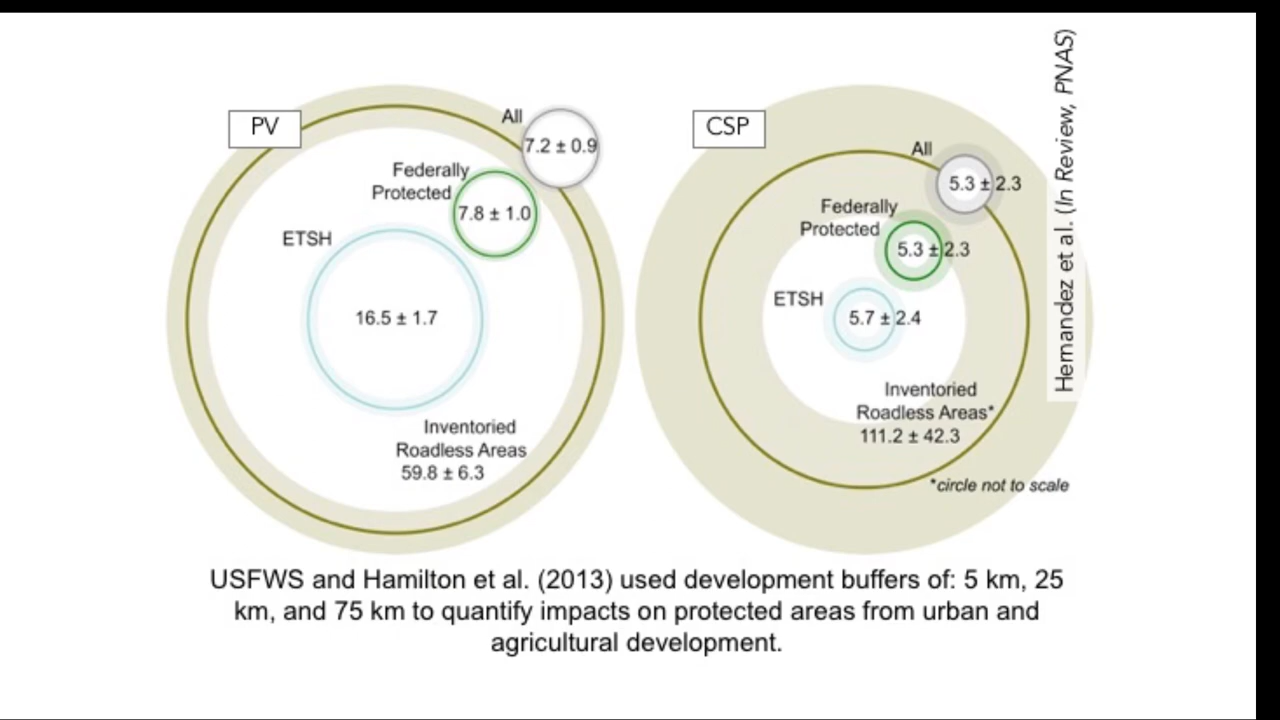 PV
All
7.2 ± 0.9
Federally
Protected
7.8 ± 1.0
ETSH
16.5 ± 1.7
Inventoried
Roadless Areas
59.8 ± 6.3
CSP
All
5.3 ± 2.3
Federally
Protected
5.3 ± 2.3
ETSH
5.7 ± 2.4
Inventoried
Roadless Areas*
111.2 ± 42.3
*circle not to scale
Hernandez et al. (In Review, PNAS)
USFWS and Hamilton et al. (2013) used development buffers of: 5 km, 25
km, and 75 km to quantify impacts on protected areas from urban and
agricultural development.